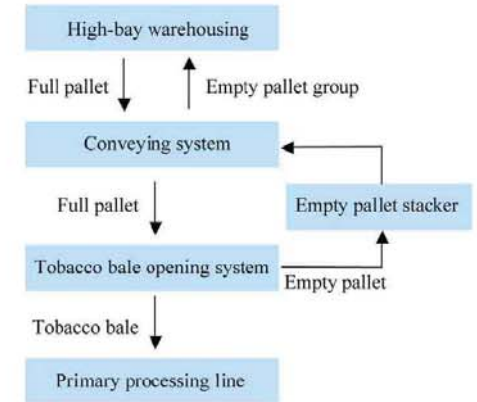 High-bay warehousing
Full pallet
Empty pallet group
Conveying system
Full pallet
Empty pallet stacker
Tobacco bale opening system
Empty pallet
Tobacco bale
Primary processing line